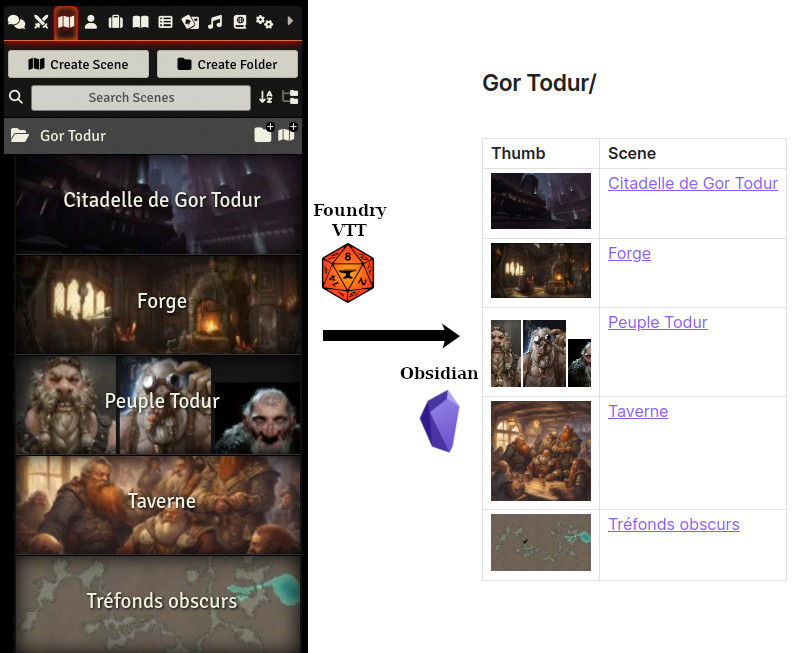 Create Scene
Create Folder
Search Scenes
Gor Todur
Citadelle de Gor Todur
Forge
Peuple Todur
Taverne
Tréfonds obscurs
Foundry
VTT
8
Obsidian
Gor Todur/
Thumb Scene
Citadelle de Gor Todur
Forge
Peuple Todur
Taverne
Tréfonds obscurs